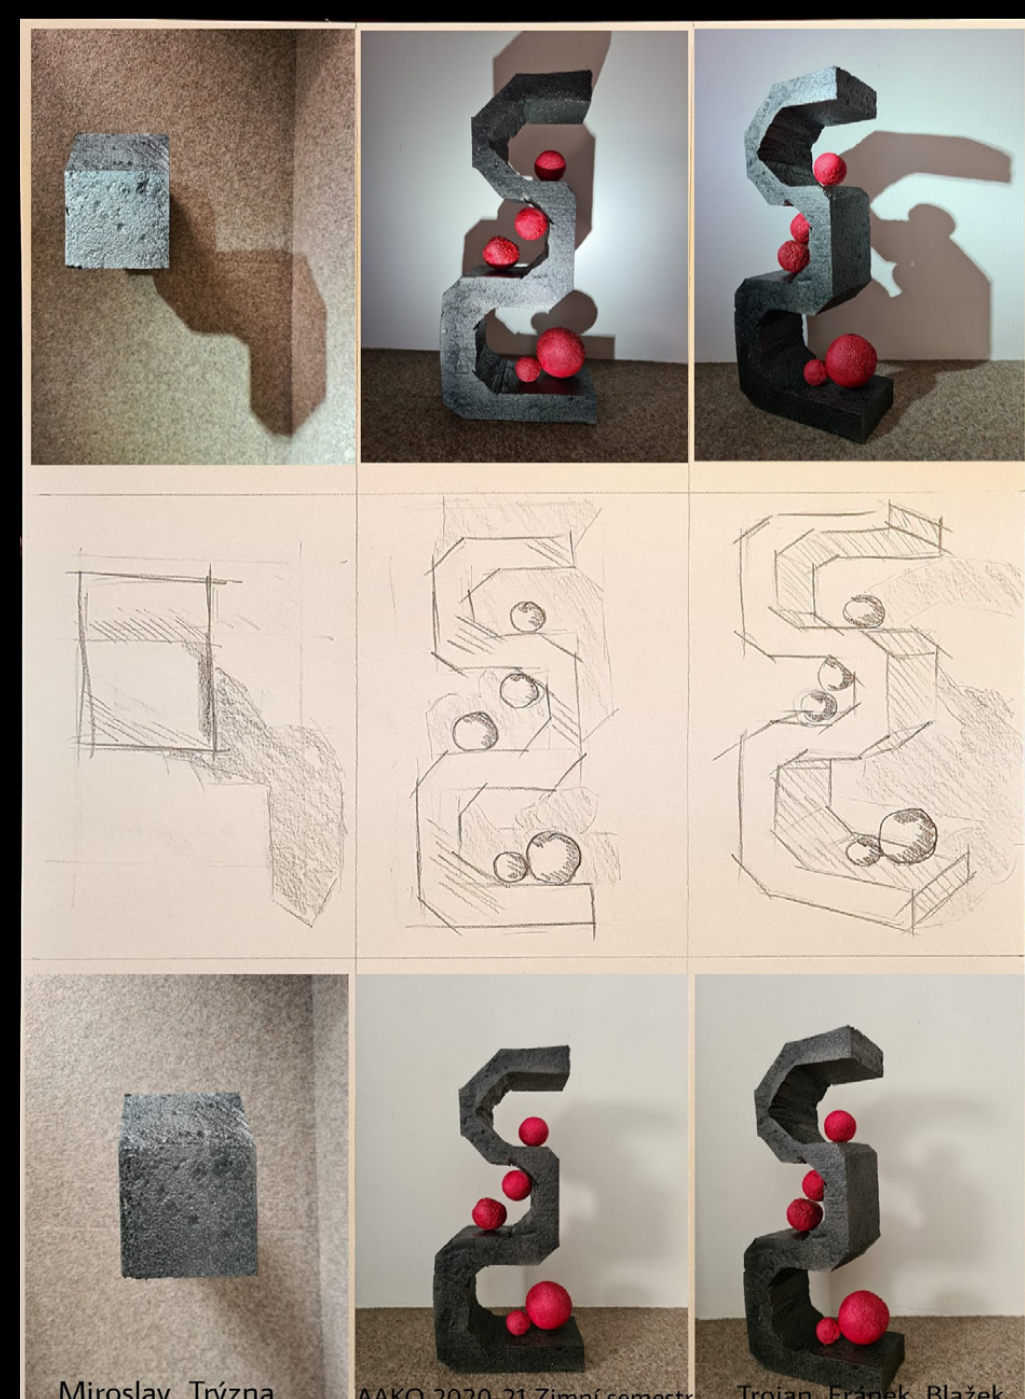 Miroslav Trýzna
AAKO 2020-21 Zimní semestr
Trojan, Fránek, Blažek